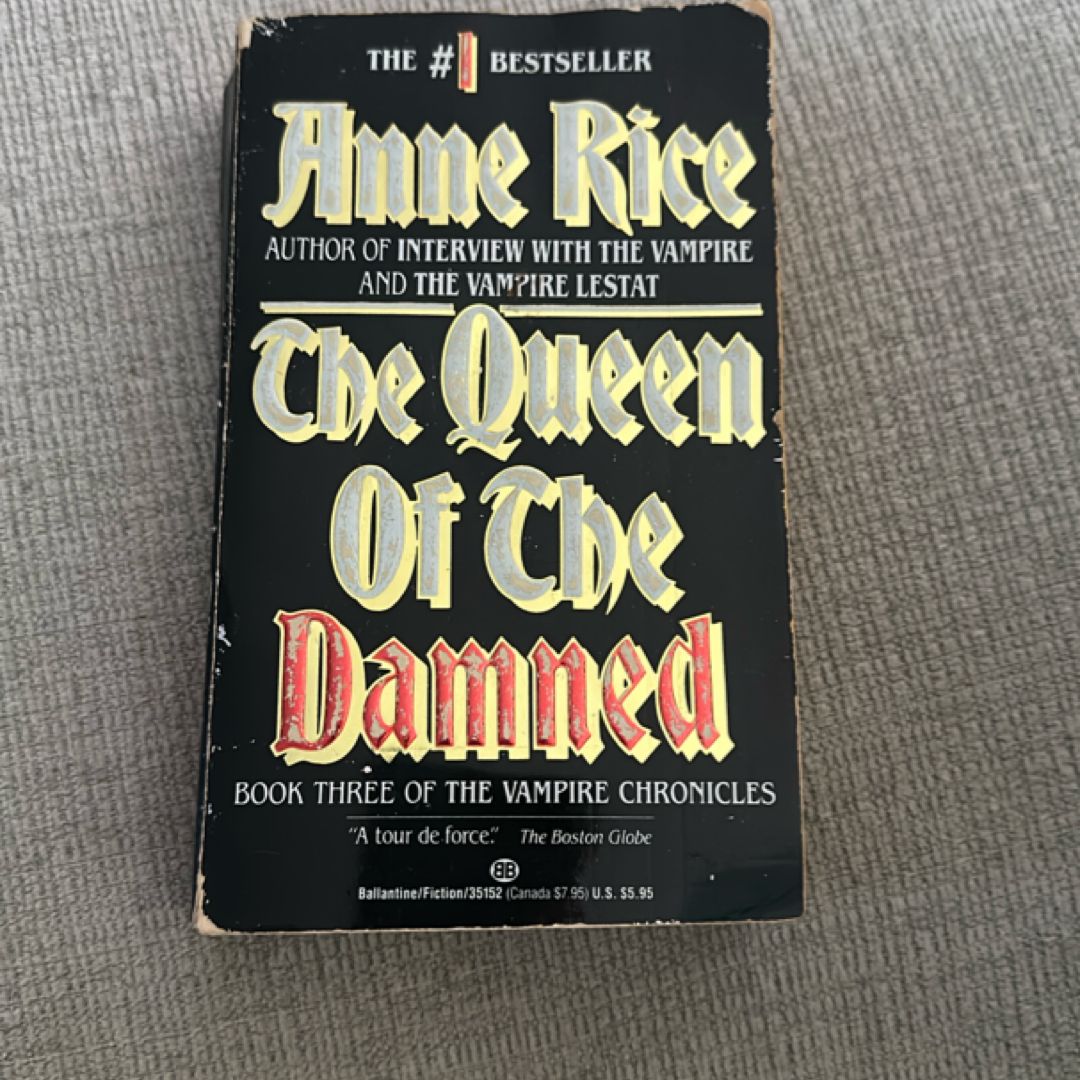 THE #1 BESTSELLER
Anne Rice
AUTHOR OF INTERVIEW WITH THE VAMPIRE
AND THE VAMPIRE LESTAT
The Queen
Of The
Damned
BOOK THREE OF THE VAMPIRE CHRONICLES
"A tour de force." The Boston Globe
BB
Ballantine/Fiction/35152 (Canada $7.95) U.S. $5.95